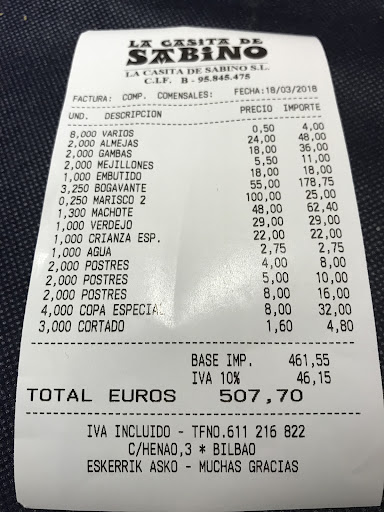 LA CASITA DE
SABINO
LA CASITA DE SABINO S.L.
C.I.F. B - 95.845.475
FACTURA: COMP. COMENSALES: FECHA:18/03/2018
UND. DESCRIPCION PRECIO IMPORTE
8,000 VARIOS 0,50 4,00
2,000 ALMEJAS 24,00 48,00
2,000 GAMBAS 18,00 36,00
2,000 MEJILLONES 5,50 11,00
1,000 EMBUTIDO 18,00 18,00
3,250 BOGAVANTE 55,00 178,75
0,250 MARISCO 2 100,00 25,00
1,300 MACHOTE 48,00 62,40
1,000 VERDEJO 29,00 29,00
1,000 CRIANZA ESP. 22,00 22,00
1,000 AGUA 2,75 2,75
2,000 POSTRES 4,00 8,00
2,000 POSTRES 5,00 10,00
2,000 POSTRES 8,00 16,00
4,000 COPA ESPECIAL 8,00 32,00
3,000 CORTADO 1,60 4,80
BASE IMP. 461,55
IVA 10% 46,15
TOTAL EUROS 507,70
IVA INCLUIDO - TFNO.611 216 822
C/HENAO,3 * BILBAO
ESKERRIK ASKO - MUCHAS GRACIAS